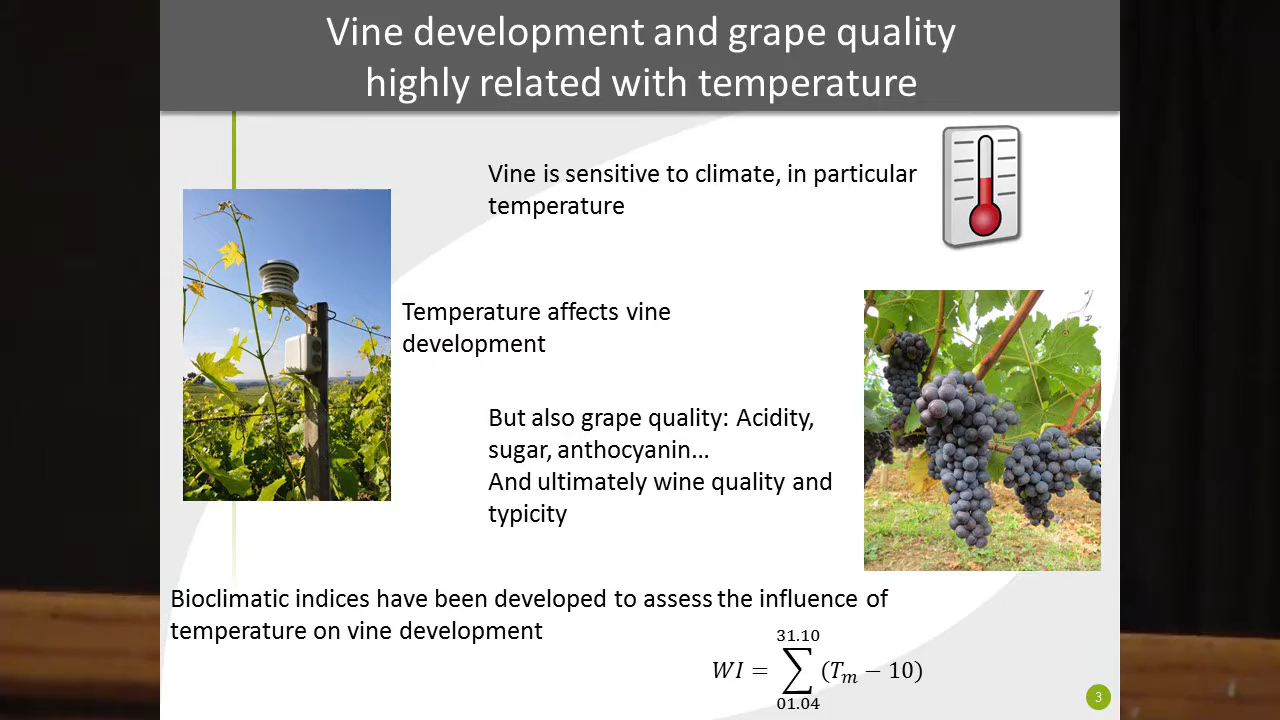 Vine development and grape quality
highly related with temperature
Vine is sensitive to climate, in particular
temperature
Temperature affects vine
development
But also grape quality: Acidity,
sugar, anthocyanin…
And ultimately wine quality and
typicity
Bioclimatic indices have been developed to assess the influence of
temperature on vine development
31.10
WI = ∑ (Tₘ − 10)
01.04
3